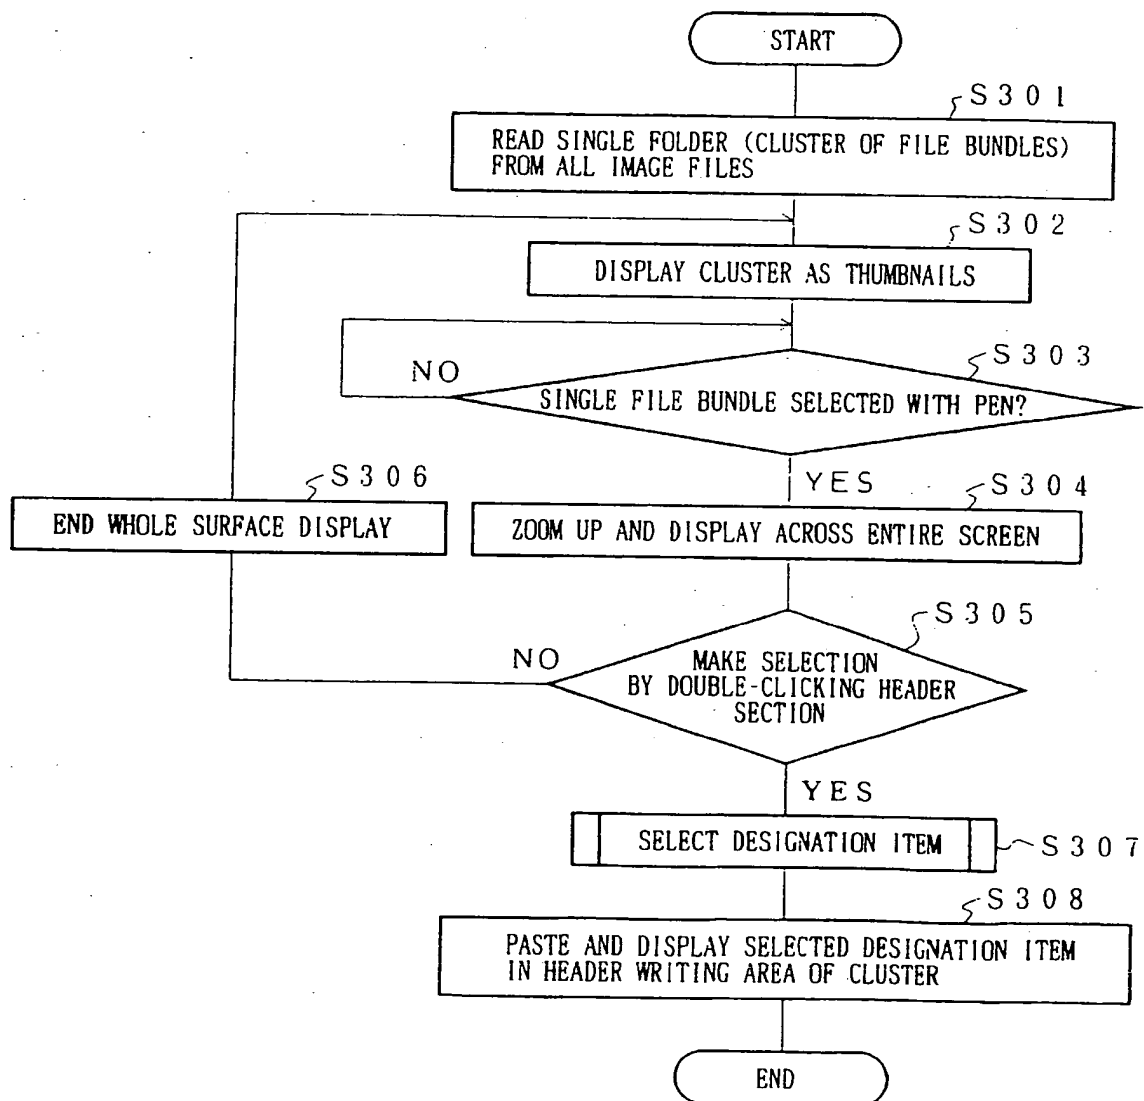 START
S301
READ SINGLE FOLDER (CLUSTER OF FILE BUNDLES)
FROM ALL IMAGE FILES
S302
DISPLAY CLUSTER AS THUMBNAILS
S303
NO
SINGLE FILE BUNDLE SELECTED WITH PEN?
YES
S306
END WHOLE SURFACE DISPLAY
S304
ZOOM UP AND DISPLAY ACROSS ENTIRE SCREEN
S305
NO
MAKE SELECTION
BY DOUBLE-CLICKING HEADER
SECTION
YES
SELECT DESIGNATION ITEM
S307
S308
PASTE AND DISPLAY SELECTED DESIGNATION ITEM
IN HEADER WRITING AREA OF CLUSTER
END